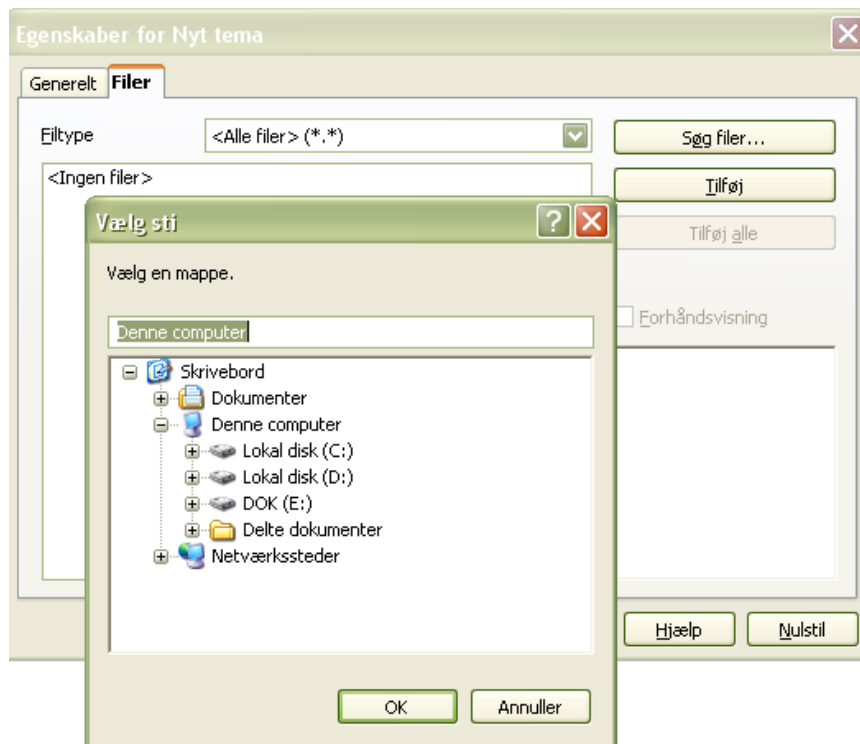 Egenskaber for Nyt tema
Generelt Filer
Filtype <Alle filer> (*.*) Søg filer...
<Ingen filer> Tilføj
Tilføj alle
Forhåndsvisning
Vælg sti
Vælg en mappe.
Denne computer
Skrivebord
Dokumenter
Denne computer
Lokal disk (C:)
Lokal disk (D:)
DOK (E:)
Delte dokumenter
Netværkssteder
OK Annuller
Hjælp Nulstil